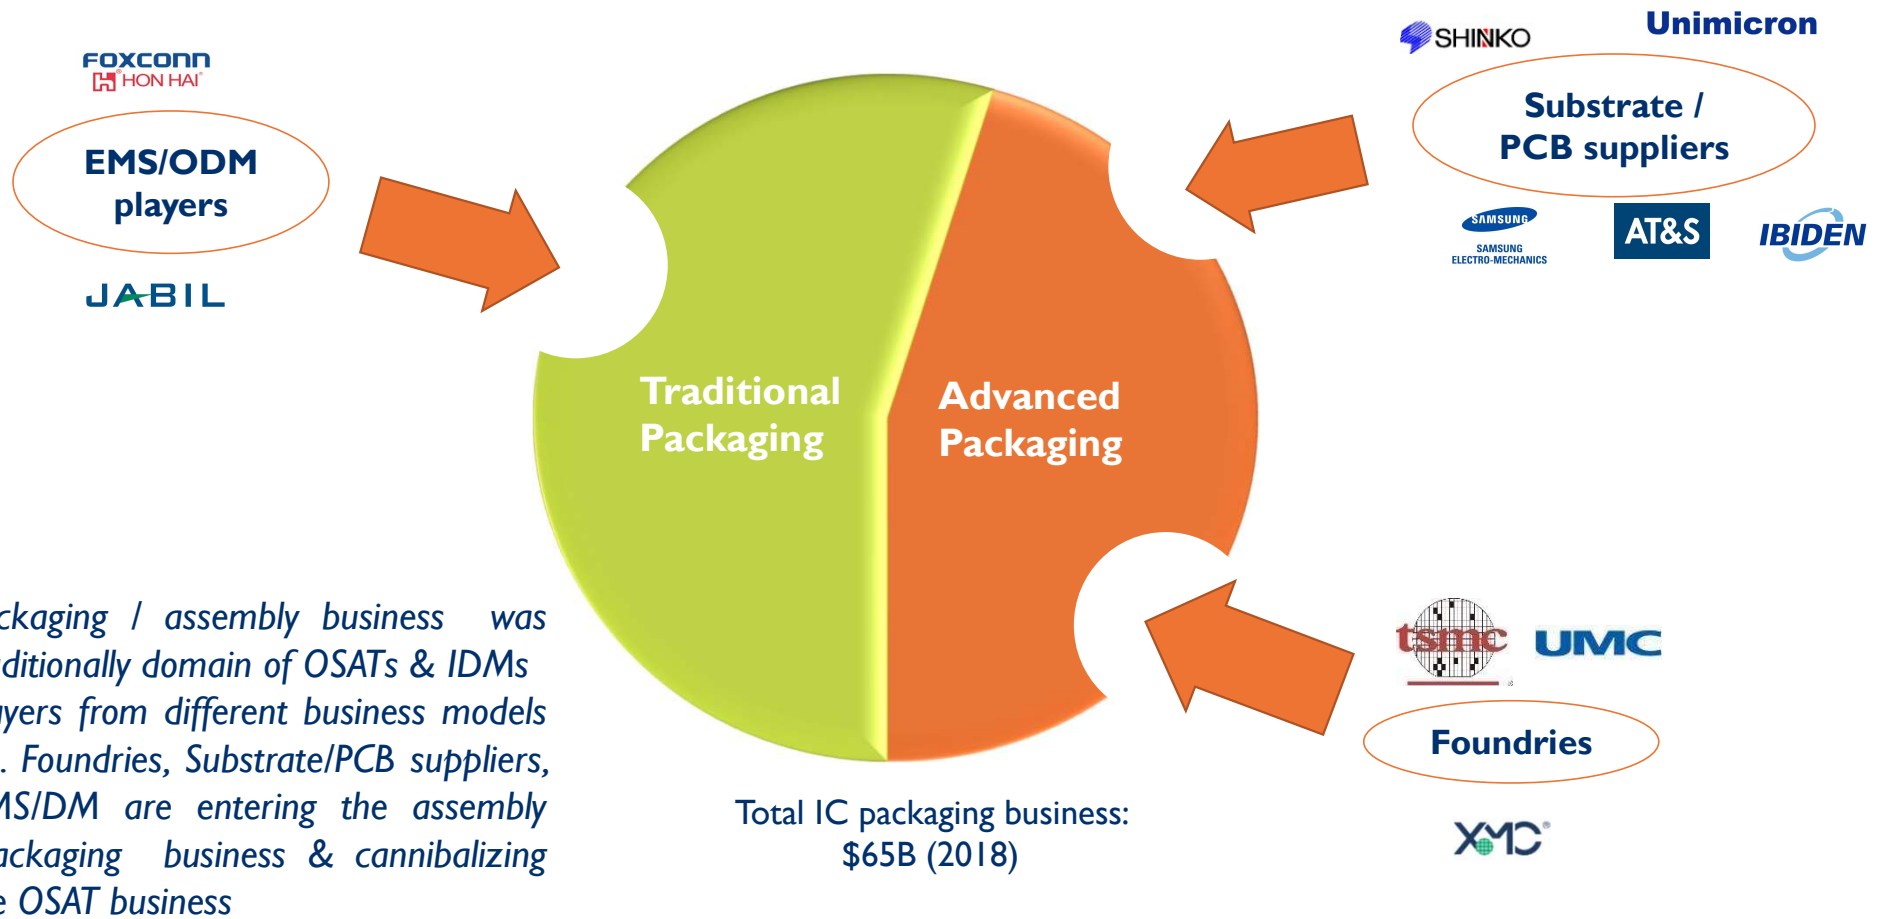 FOXCONN
HON HAI
EMS/ODM
players
JABIL
SHINKO
Unimicron
Substrate /
PCB suppliers
SAMSUNG
SAMSUNG
ELECTRO-MECHANICS
AT&S
IBIDEN
Traditional
Packaging
Advanced
Packaging
ckaging / assembly business was
ditionally domain of OSATs & IDMs
yers from different business models
. Foundries, Substrate/PCB suppliers,
MS/DM are entering the assembly
ackaging business & cannibalizing
e OSAT business
Total IC packaging business:
$65B (2018)
tsmc
UMC
Foundries
XMC